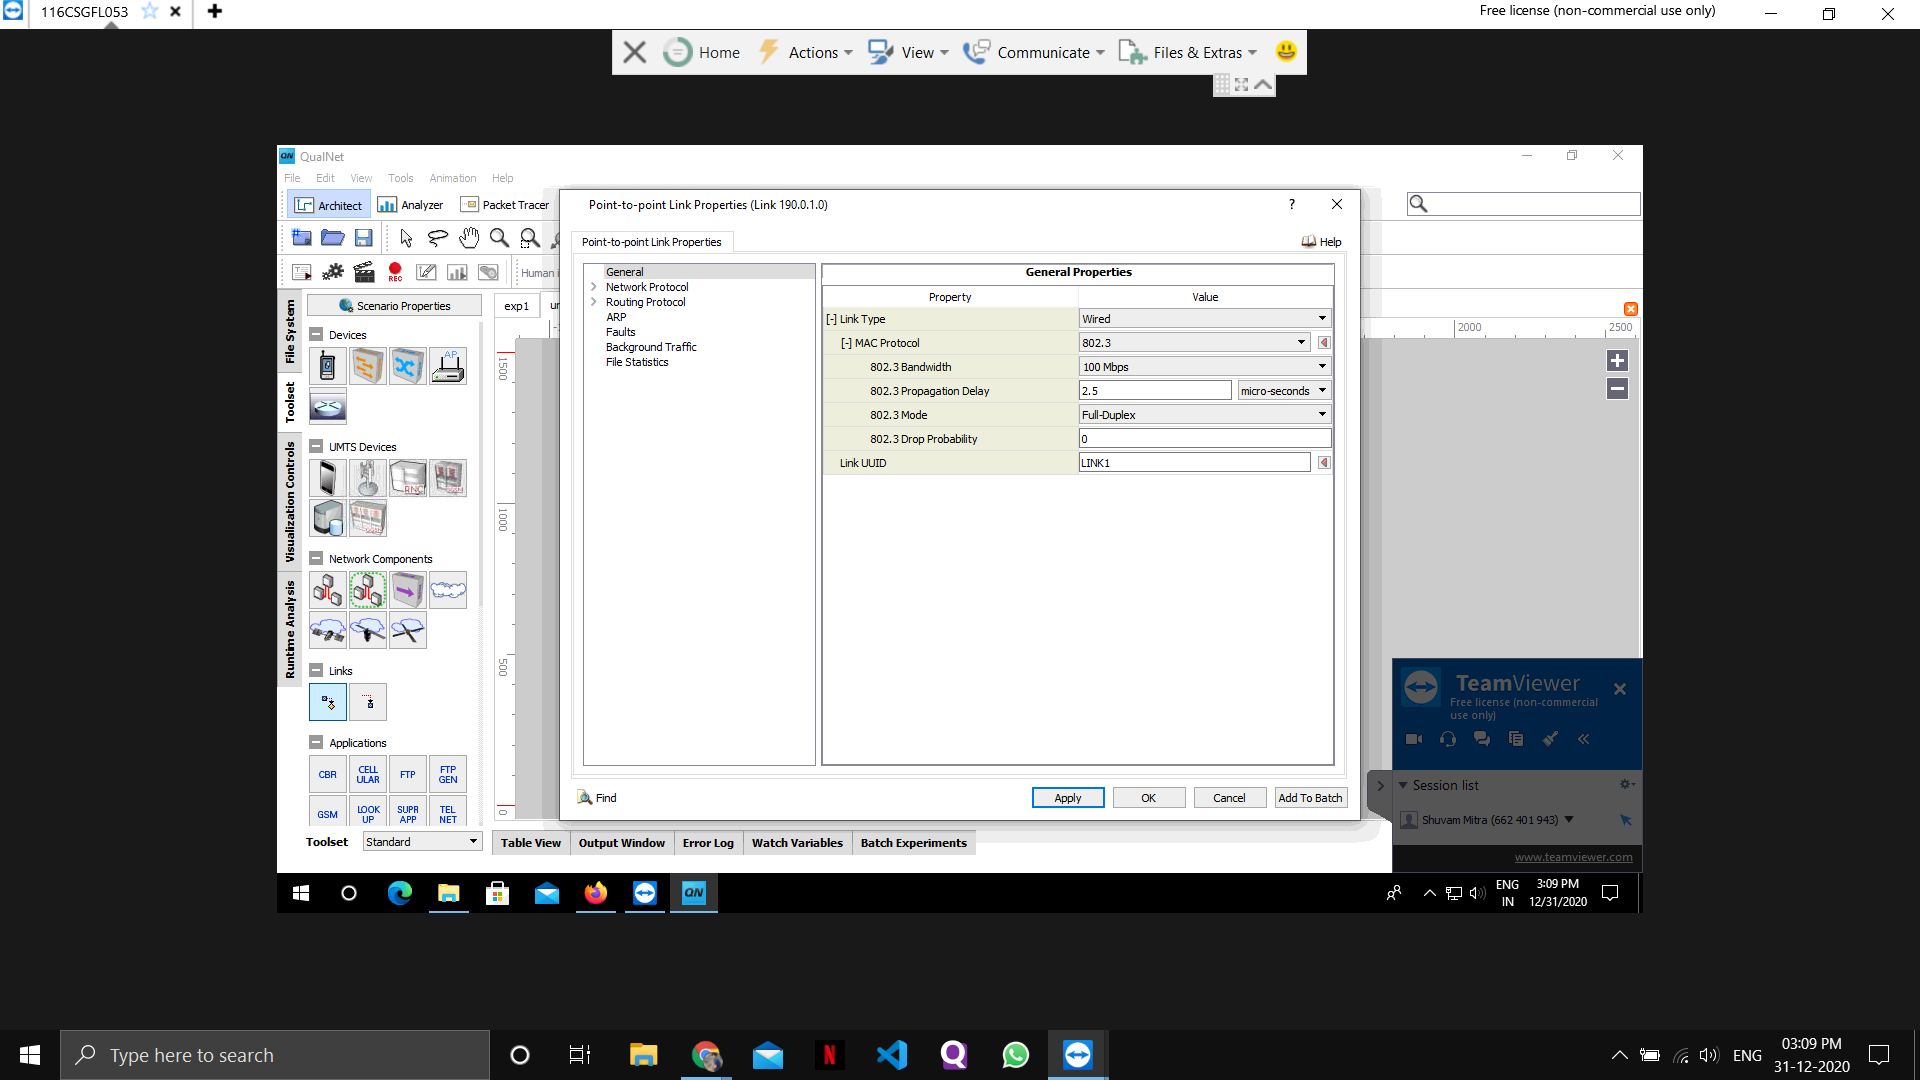 116CSGFL053
Free license (non-commercial use only)
Home
Actions
View
Communicate
Files & Extras
QN QualNet
File Edit View Tools Animation Help
Architect
Analyzer
Packet Tracer
REC
Human i
File System
Toolset
Visualization Controls
Runtime Analysis
Scenario Properties
exp1
Devices
AP
UMTS Devices
RNC
Network Components
Links
Applications
CBR
CELL
ULAR
FTP
FTP
GEN
GSM
LOOK
UP
SUPR
APP
TEL
NET
Toolset
Standard
1500
1000
500
0
2000
2500
Point-to-point Link Properties (Link 190.0.1.0)
?
Point-to-point Link Properties
Help
General
Network Protocol
Routing Protocol
ARP
Faults
Background Traffic
File Statistics
General Properties
Property Value
[-] Link Type Wired
[-] MAC Protocol 802.3
802.3 Bandwidth 100 Mbps
802.3 Propagation Delay 2.5 micro-seconds
802.3 Mode Full-Duplex
802.3 Drop Probability 0
Link UUID LINK1
Find
Apply
OK
Cancel
Add To Batch
Table View
Output Window
Error Log
Watch Variables
Batch Experiments
TeamViewer
Free license (non-commercial
use only)
Session list
Shuvam Mitra (662 401 943)
www.teamviewer.com
QN
ENG
IN
3:09 PM
12/31/2020
Type here to search
N
Q
ENG
03:09 PM
31-12-2020